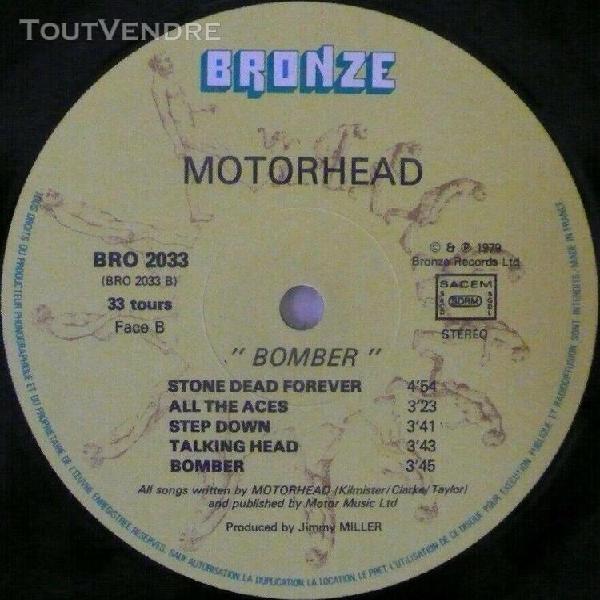 TOUTVENDRE
BRONZE
MOTORHEAD
BRO 2033
(BRO 2033 B)
33 tours
Face B
© & ℗ 1979
Bronze Records Ltd
SACEM
SACD
SDRM
SGDL
STEREO
" BOMBER "
STONE DEAD FOREVER 4'54
ALL THE ACES 3'23
STEP DOWN 3'41
TALKING HEAD 3'43
BOMBER 3'45
All songs written by MOTORHEAD (Kilmister/Clarke/Taylor)
and published by Motor Music Ltd
Produced by Jimmy MILLER
TOUS DROITS DU PRODUCTEUR PHONOGRAPHIQUE ET DU PROPRIETAIRE DE L'ŒUVRE ENREGISTREE RESERVES. SAUF AUTORISATION, LA DUPLICATION, LA LOCATION, LE PRET, L'UTILISATION DE CE DISQUE POUR EXECUTION PUBLIQUE ET RADIODIFFUSION SONT INTERDITES. MADE IN FRANCE